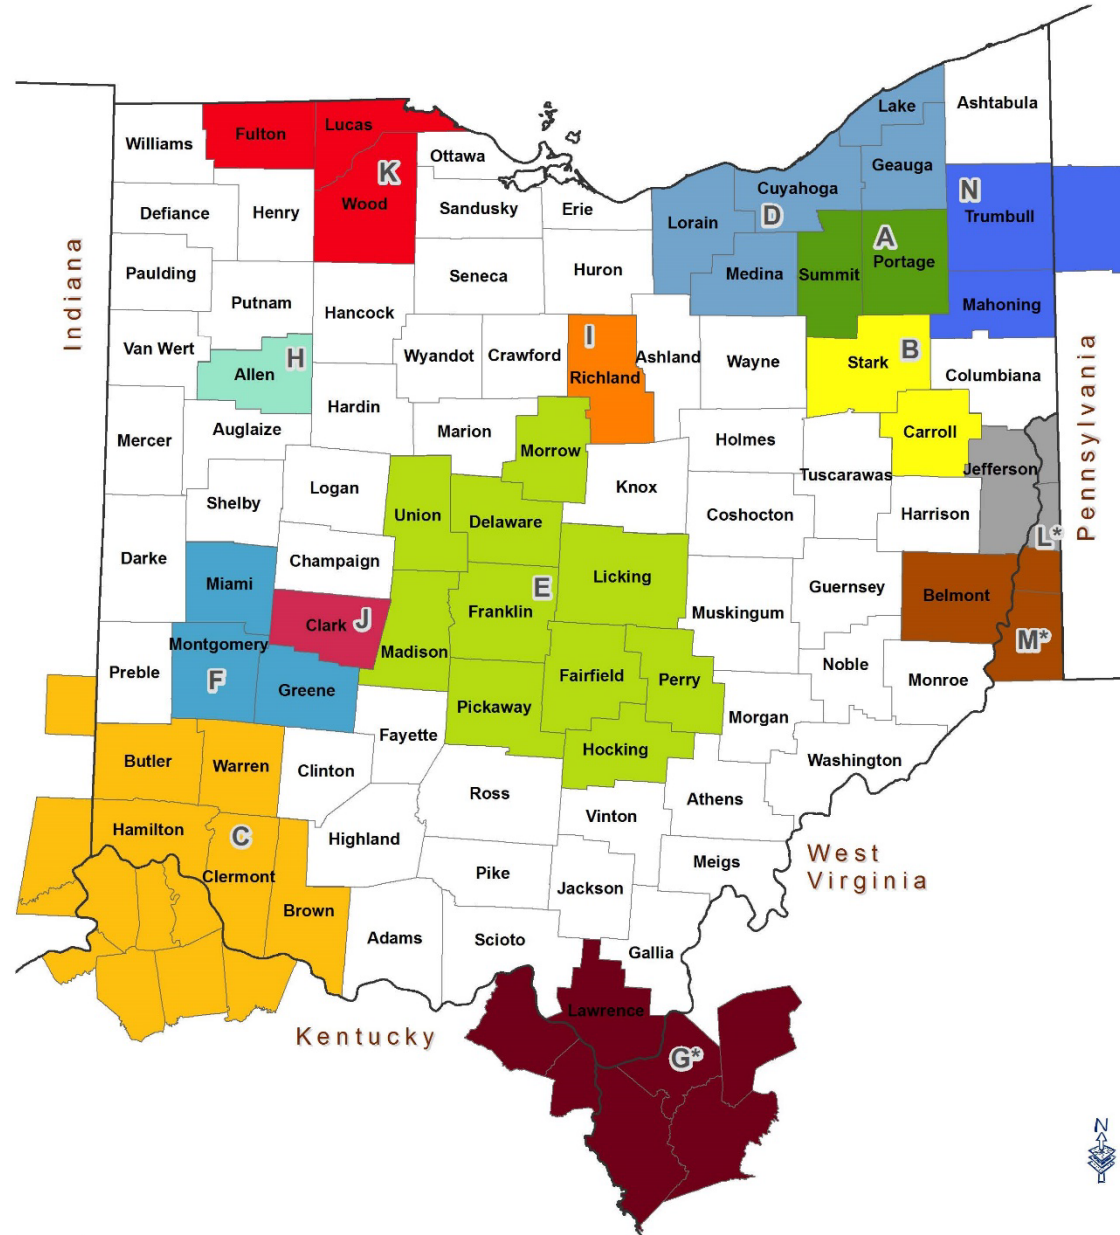 Lake
Ashtabula
Williams
Fulton
Lucas
Ottawa
Geauga
K
Cuyahoga
N
Defiance
Henry
Wood
Sandusky
Erie
Lorain
D
Trumbull
A
Indiana
Paulding
Seneca
Huron
Medina
Summit
Portage
Putnam
Hancock
Mahoning
Van Wert
H
Wyandot
Crawford
I
Ashland
Wayne
B
Allen
Richland
Stark
Columbiana
Pennsylvania
Hardin
Mercer
Auglaize
Marion
Morrow
Holmes
Carroll
Jefferson
Logan
Knox
Tuscarawas
Shelby
Union
Delaware
Coshocton
Harrison
L*
Darke
Champaign
Miami
E
Licking
Guernsey
Belmont
Franklin
Muskingum
Clark
J
M*
Montgomery
Madison
Preble
F
Greene
Fairfield
Perry
Noble
Monroe
Pickaway
Morgan
Fayette
Hocking
Butler
Warren
Clinton
Washington
Ross
Athens
Vinton
Hamilton
C
Highland
West
Virginia
Clermont
Pike
Jackson
Meigs
Brown
Adams
Scioto
Gallia
Lawrence
Kentucky
G*
N